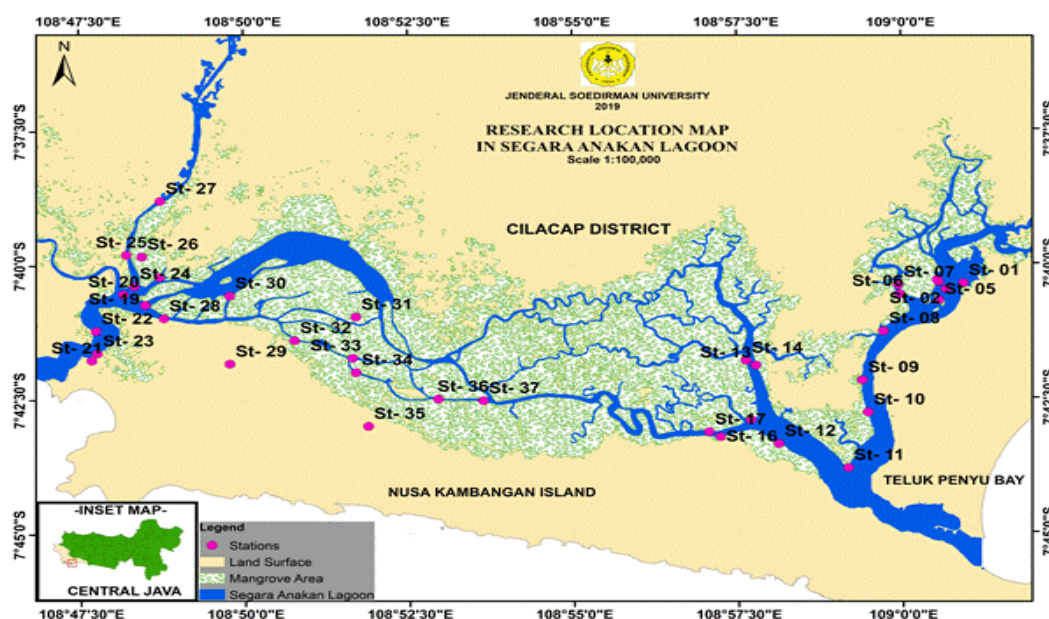 108°47'30"E 108°50'0"E 108°52'30"E 108°55'0"E 108°57'30"E 109°0'0"E
N
JENDERAL SOEDIRMAN UNIVERSITY
2019
RESEARCH LOCATION MAP
IN SEGARA ANAKAN LAGOON
Scale 1:100,000
7°37'30"S
7°37'30"S
St- 27
CILACAP DISTRICT
St- 25
St- 26
7°40'0"S
7°40'0"S
St- 24
St- 20
St- 19
St- 30
St- 07
St- 01
St- 06
St- 05
St- 02
St- 28
St- 31
St- 22
St- 32
St- 08
St- 23
St- 21
St- 29
St- 33
St- 34
St- 13
St- 14
St- 09
St- 36
St- 37
7°42'30"S
St- 35
St- 10
St- 17
St- 16
St- 12
St- 11
NUSA KAMBANGAN ISLAND
TELUK PENYU BAY
7°45'0"S
-INSET MAP-
CENTRAL JAVA
Legend
Stations
Land Surface
Mangrove Area
Segara Anakan Lagoon
108°47'30"E 108°50'0"E 108°52'30"E 108°55'0"E 108°57'30"E 109°0'0"E